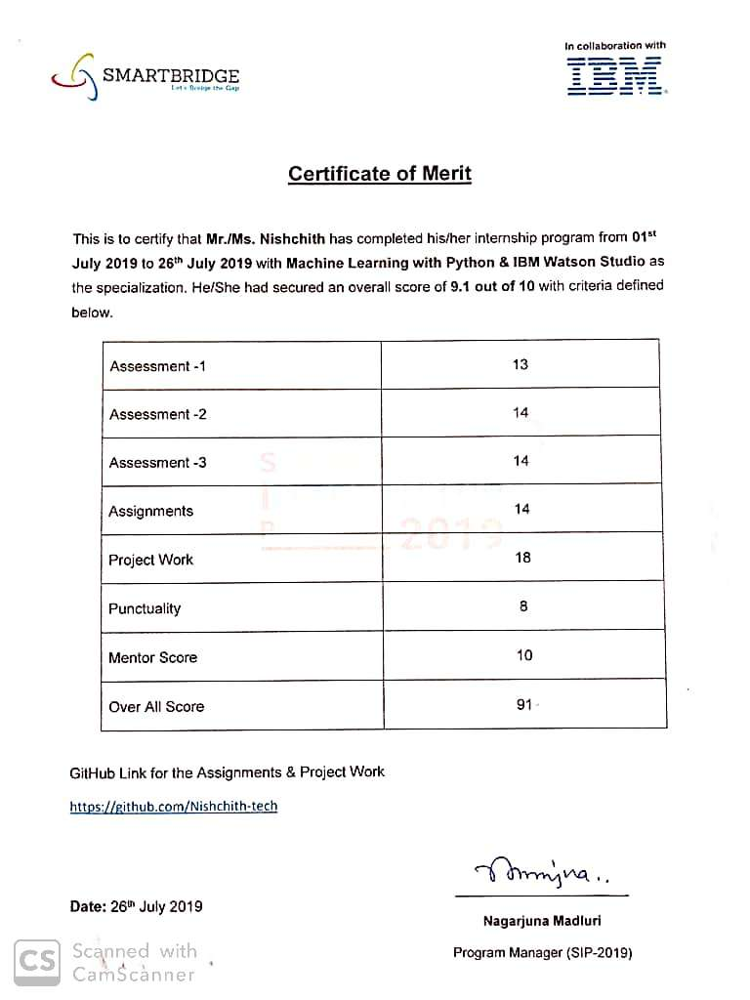 In collaboration with
SMARTBRIDGE
Let's Bridge the Gap
IBM
Certificate of Merit
This is to certify that Mr./Ms. Nishchith has completed his/her internship program from 01st
July 2019 to 26th July 2019 with Machine Learning with Python & IBM Watson Studio as
the specialization. He/She had secured an overall score of 9.1 out of 10 with criteria defined
below.
Assessment -1 13
Assessment -2 14
Assessment -3 14
Assignments 14
Project Work 18
Punctuality 8
Mentor Score 10
Over All Score 91
S
I
P
2019
GitHub Link for the Assignments & Project Work
https://github.com/Nishchith-tech
Date: 26th July 2019
Nagarjuna Madluri
Program Manager (SIP-2019)
CS Scanned with
CamScanner